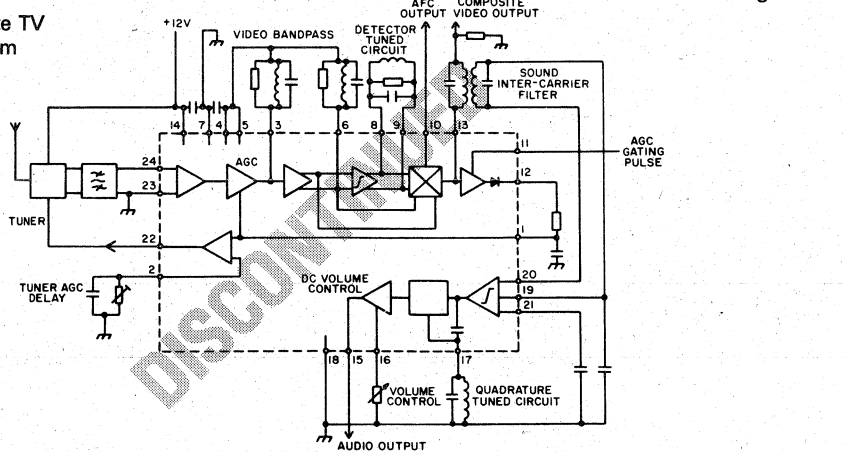 te TV
m
AFC
OUTPUT
COMPOSITE
VIDEO OUTPUT
+12V
VIDEO BANDPASS
DETECTOR
TUNED
CIRCUIT
SOUND
INTER-CARRIER
FILTER
14
7
4
5
3
6
8
9
10
13
11
AGC
GATING
PULSE
24
AGC
12
23
TUNER
22
1
2
TUNER AGC
DELAY
DC VOLUME
CONTROL
20
19
21
DISCONTINUED
18
15
16
17
VOLUME
CONTROL
QUADRATURE
TUNED CIRCUIT
AUDIO OUTPUT